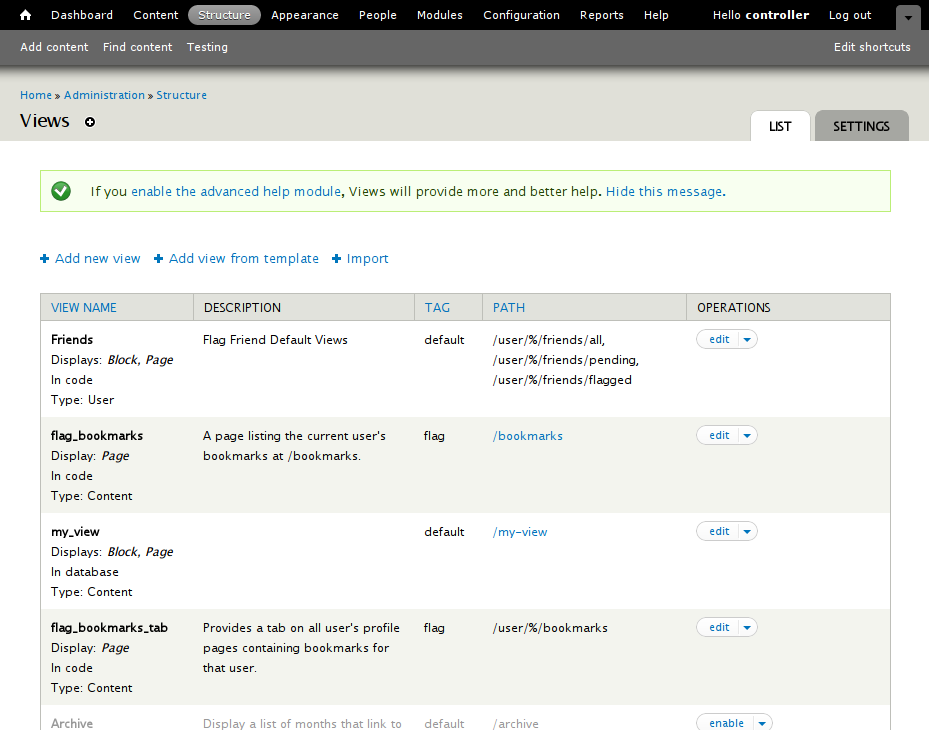 Dashboard Content Structure Appearance People Modules Configuration Reports Help Hello controller Log out
Add content Find content Testing Edit shortcuts
Home » Administration » Structure
Views
LIST SETTINGS
If you enable the advanced help module, Views will provide more and better help. Hide this message.
Add new view Add view from template Import
VIEW NAME DESCRIPTION TAG PATH OPERATIONS
Friends Flag Friend Default Views default /user/%/friends/all, edit
Displays: Block, Page /user/%/friends/pending,
In code /user/%/friends/flagged
Type: User
flag_bookmarks A page listing the current user's flag /bookmarks edit
Display: Page bookmarks at /bookmarks.
In code
Type: Content
my_view default /my-view edit
Displays: Block, Page
In database
Type: Content
flag_bookmarks_tab Provides a tab on all user's profile flag /user/%/bookmarks edit
Display: Page pages containing bookmarks for
In code that user.
Type: Content
Archive Display a list of months that link to default /archive enable